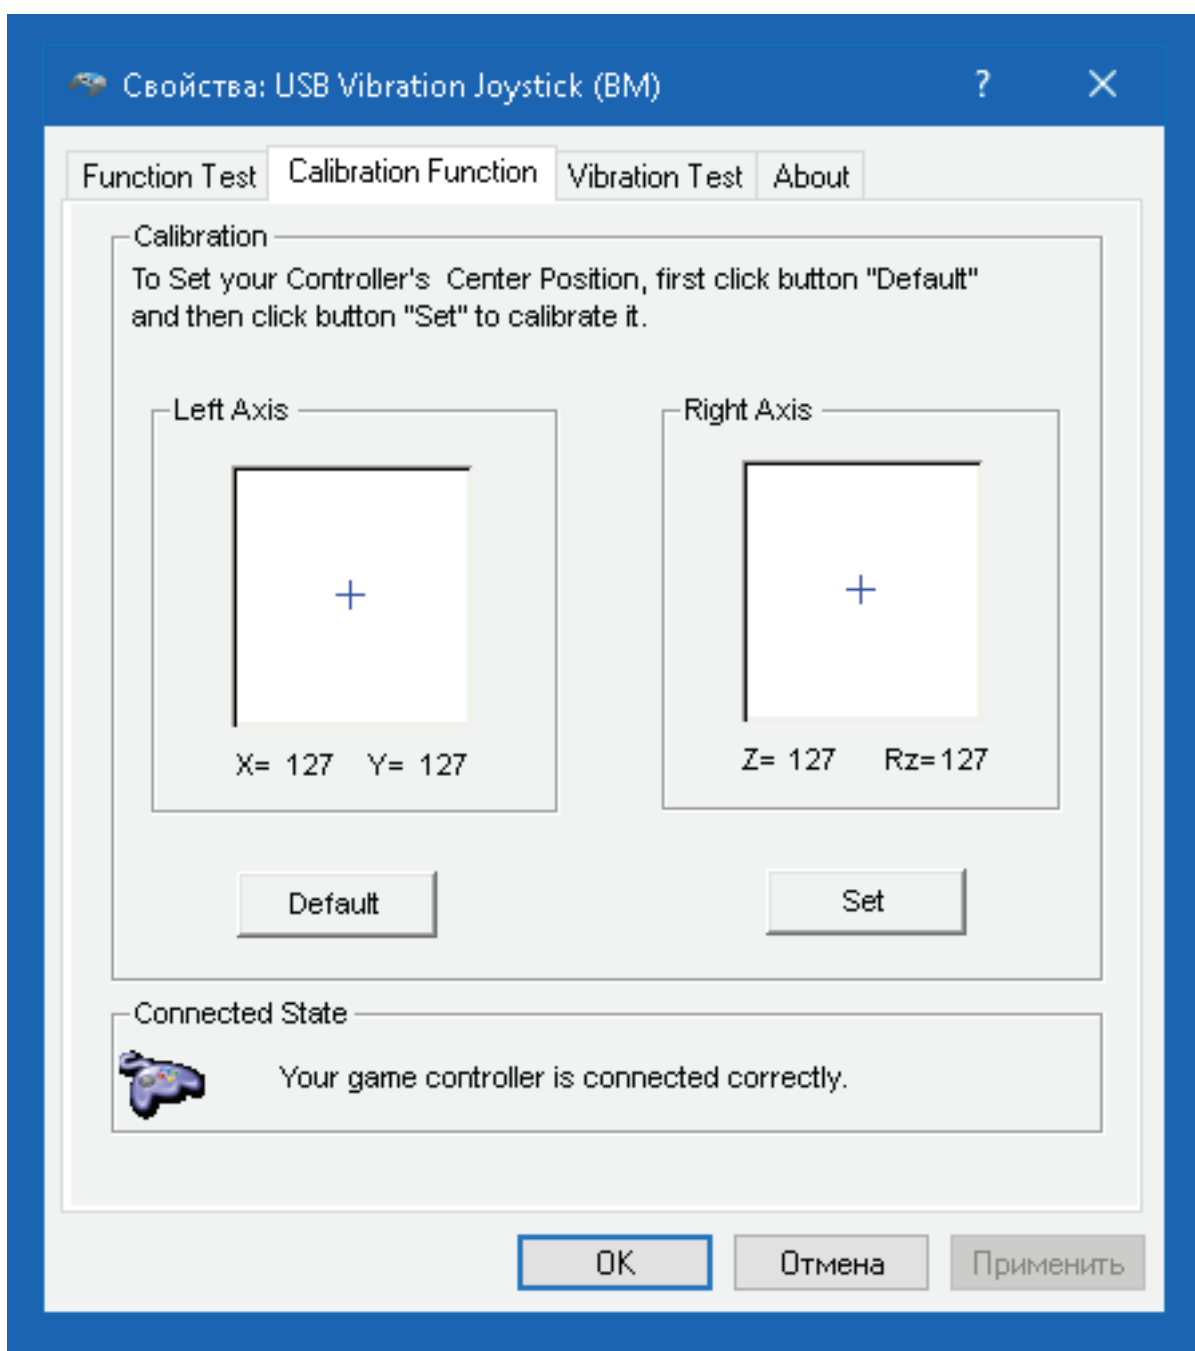 Свойства: USB Vibration Joystick (BM) ?
Function Test Calibration Function Vibration Test About
Calibration
To Set your Controller's Center Position, first click button "Default"
and then click button "Set" to calibrate it.
Left Axis Right Axis
X= 127 Y= 127 Z= 127 Rz=127
Default Set
Connected State
Your game controller is connected correctly.
OK Отмена Применить